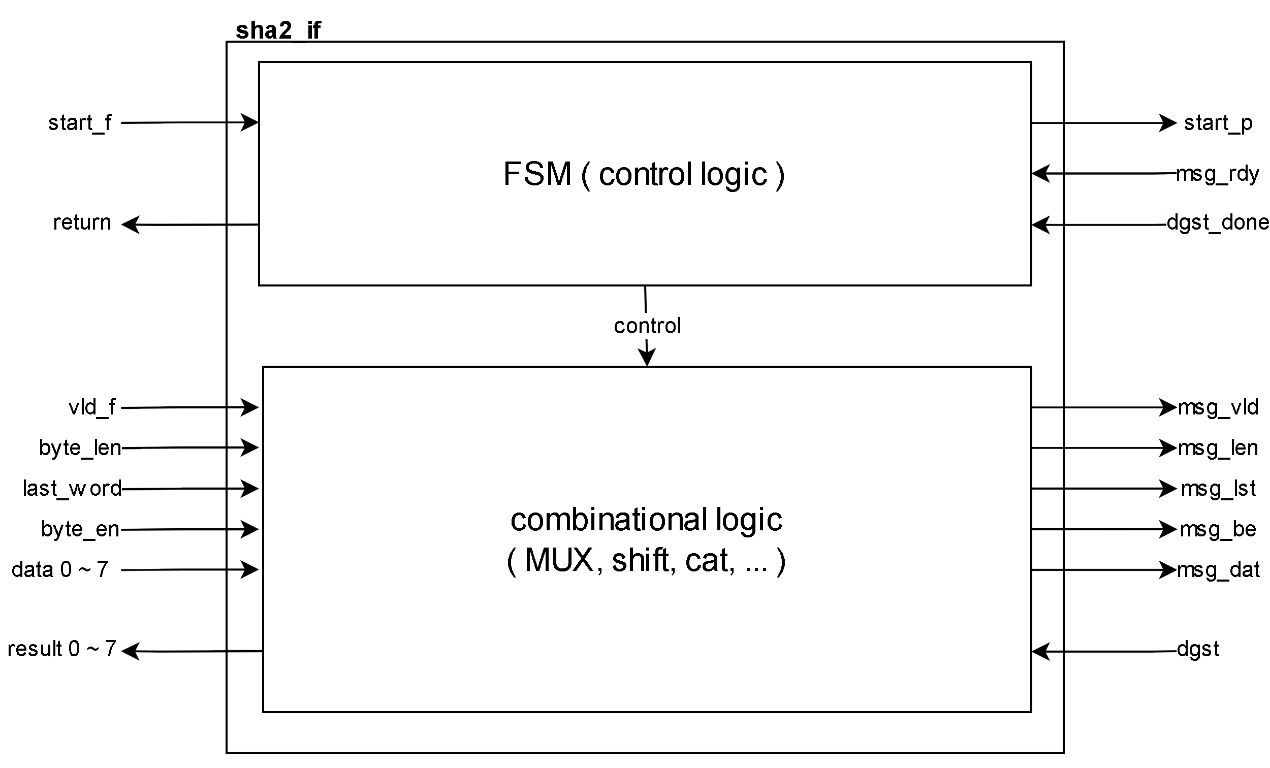 sha2_if
start_f
start_p
FSM ( control logic )
msg_rdy
return
dgst_done
control
vld_f
msg_vld
byte_len
msg_len
last_word
msg_lst
combinational logic
byte_en
msg_be
( MUX, shift, cat, ... )
data 0 ~ 7
msg_dat
result 0 ~ 7
dgst